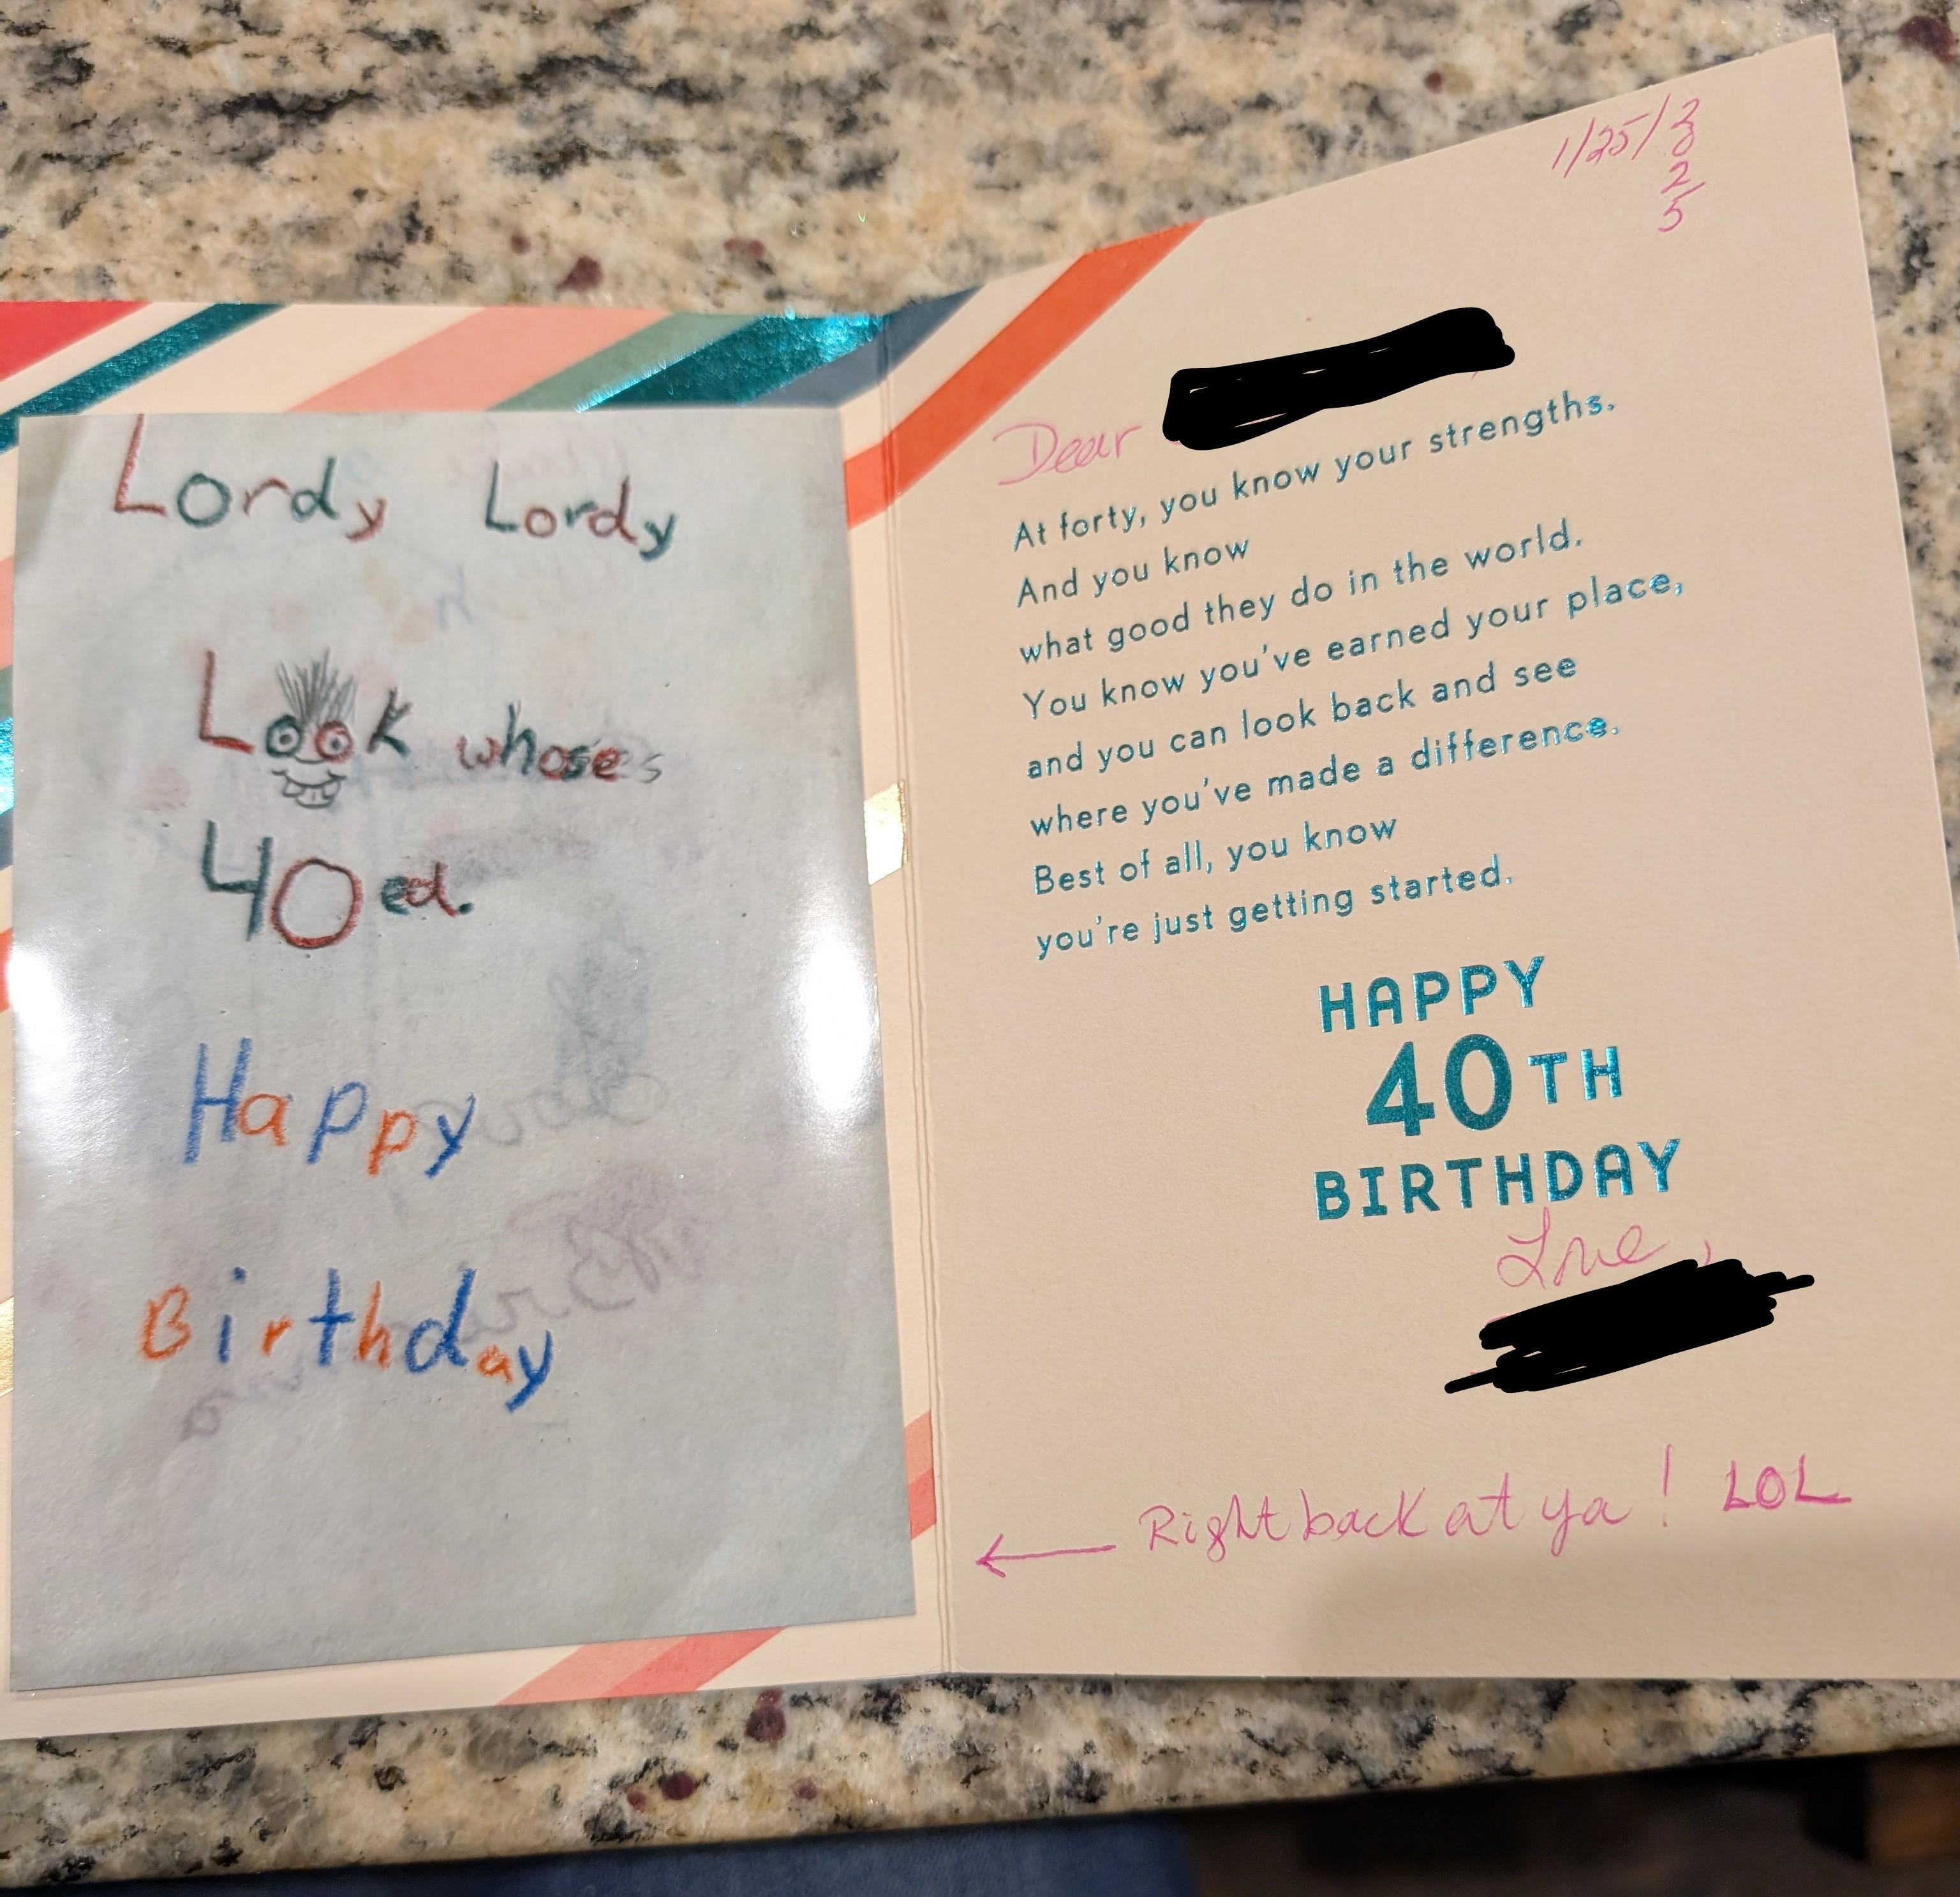 Lordy Lordy
Look whoses
40ed.
Happy
Birthday
1/25/2
0
2
5
Dear
At forty, you know your strengths.
And you know
what good they do in the world.
You know you've earned your place,
and you can look back and see
where you've made a difference.
Best of all, you know
you're just getting started.
HAPPY
40TH
BIRTHDAY
Love,
← Right back at ya! LOL